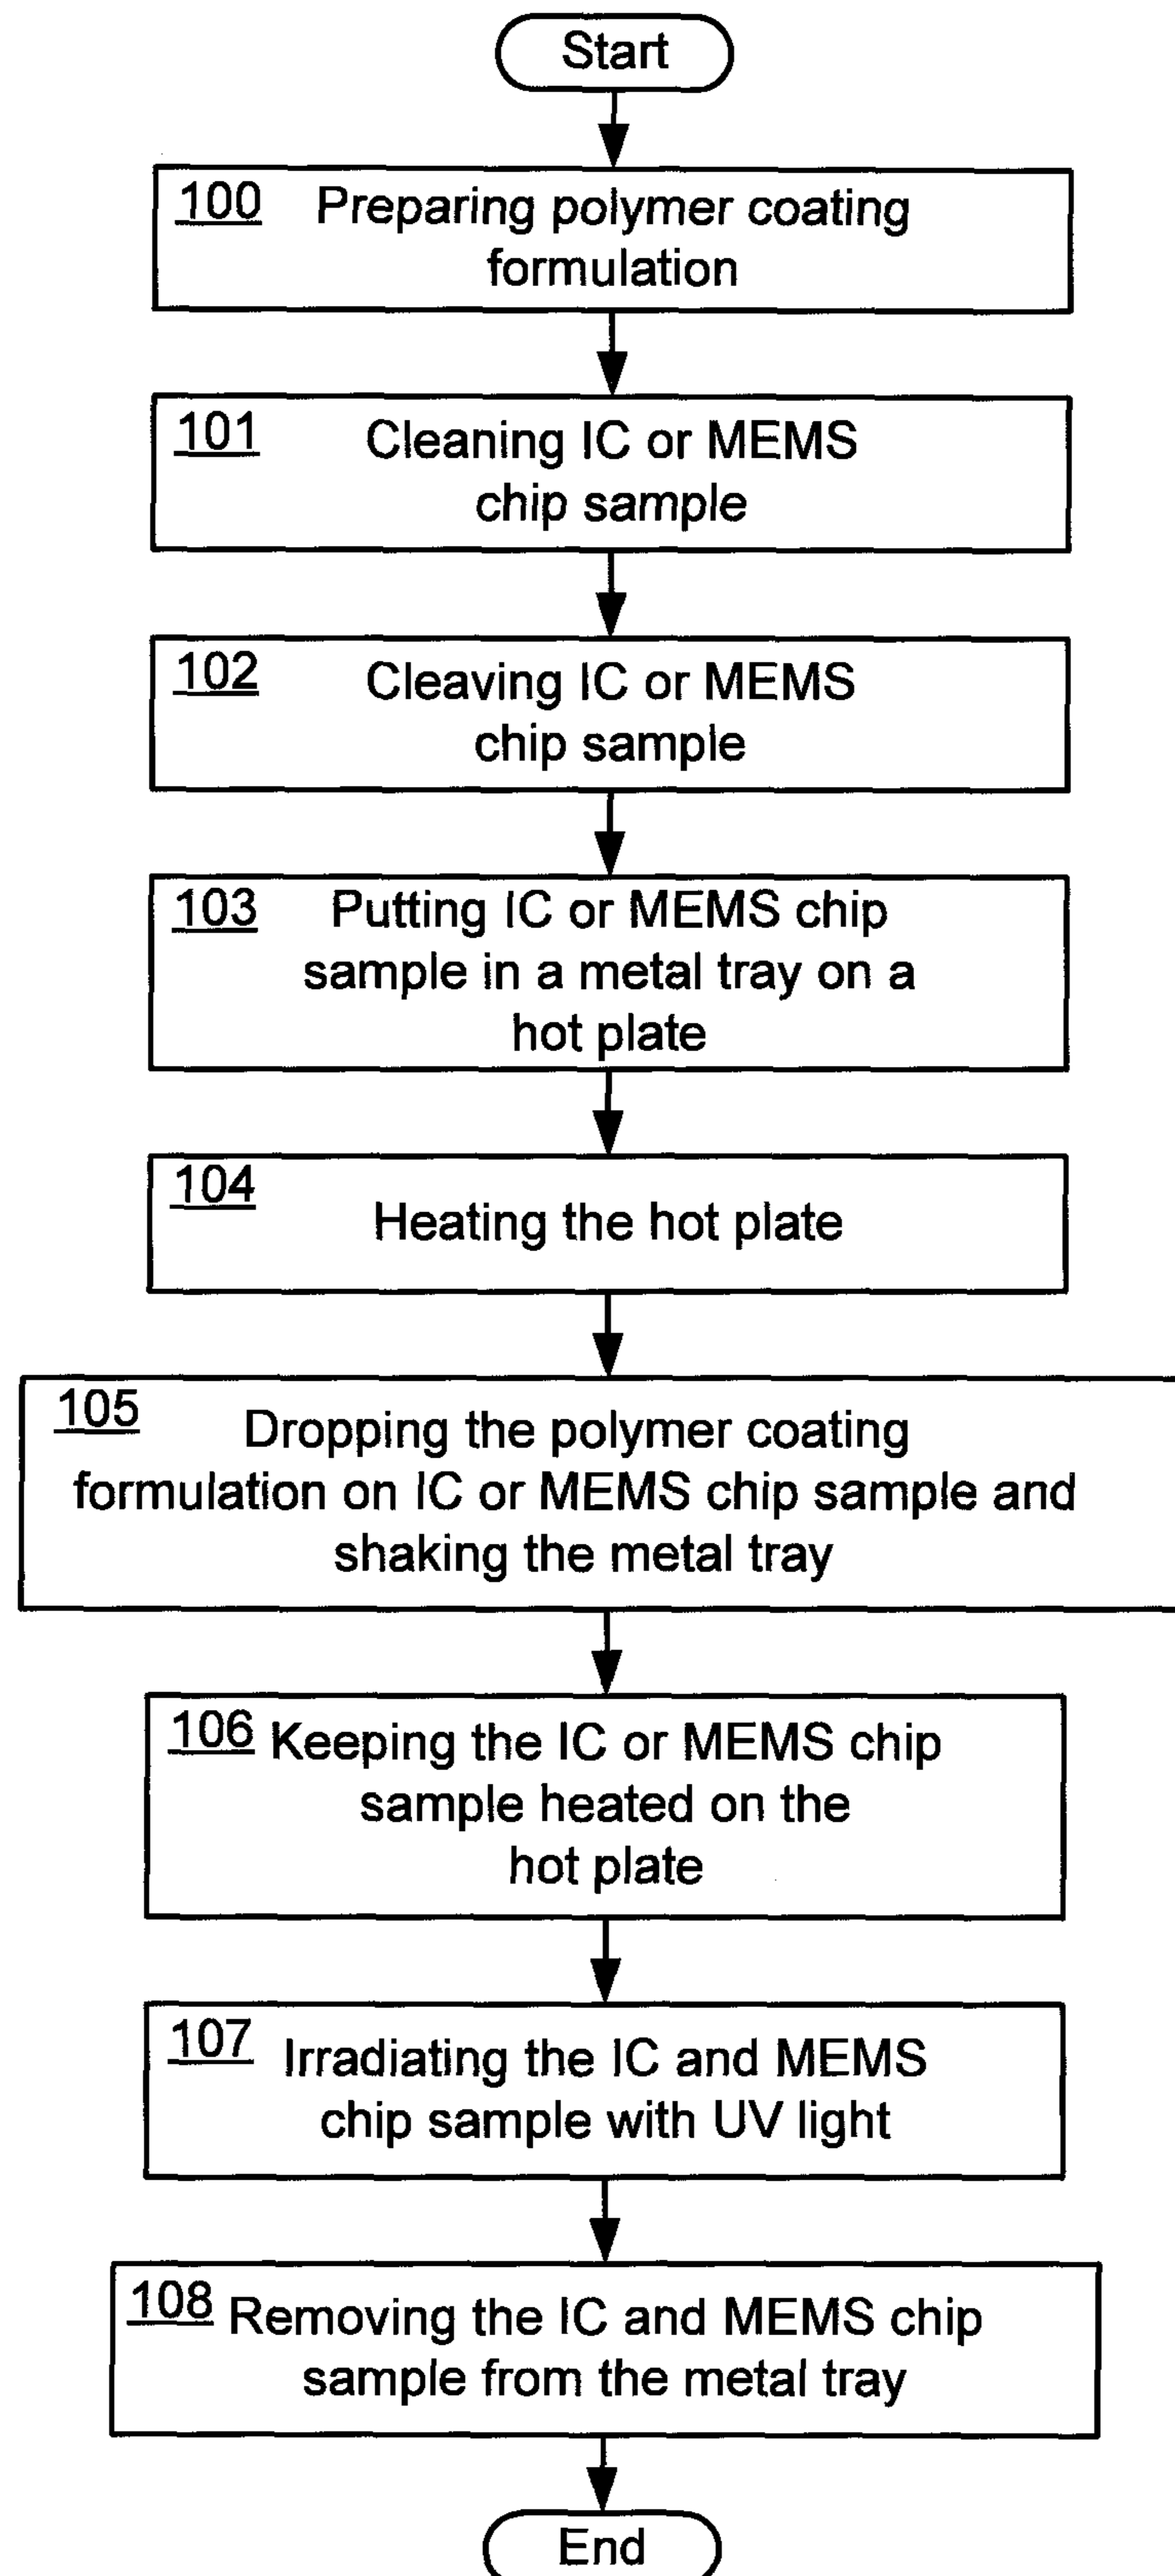 Start
100 Preparing polymer coating
formulation
101 Cleaning IC or MEMS
chip sample
102 Cleaving IC or MEMS
chip sample
103 Putting IC or MEMS chip
sample in a metal tray on a
hot plate
104
Heating the hot plate
105
Dropping the polymer coating
formulation on IC or MEMS chip sample and
shaking the metal tray
106 Keeping the IC or MEMS chip
sample heated on the
hot plate
107 Irradiating the IC and MEMS
chip sample with UV light
108 Removing the IC and MEMS chip
sample from the metal tray
End